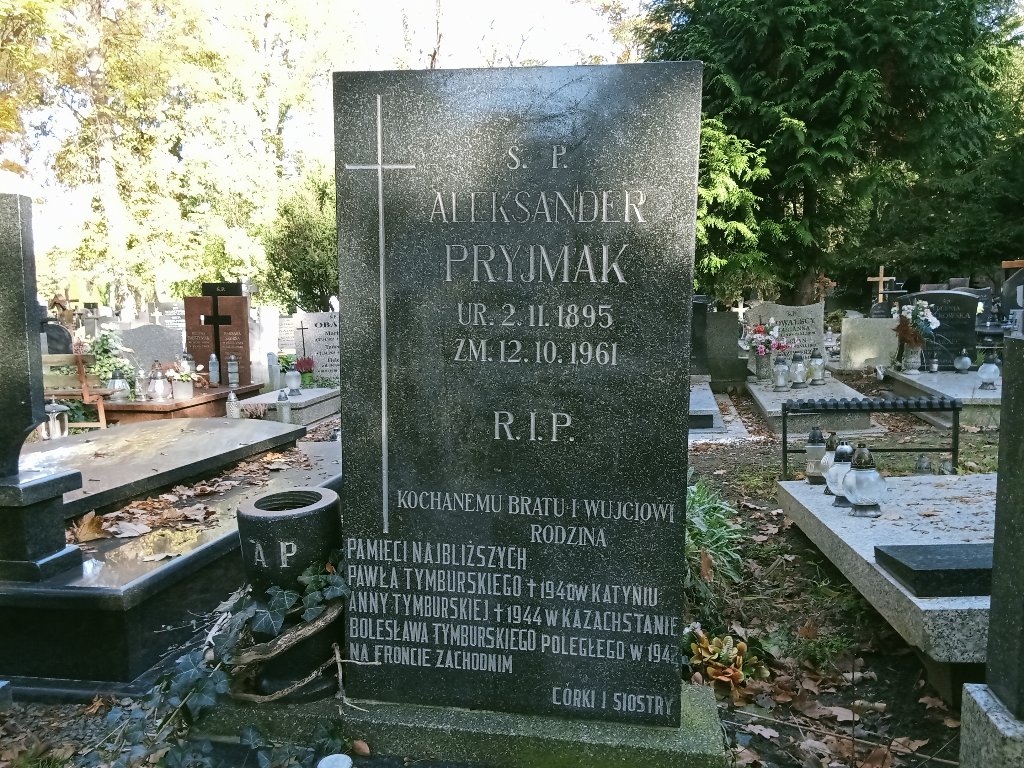 S. P.
ALEKSANDER
PRYJMAK
UR. 2. 11. 1895
ZM. 12. 10. 1961
R. I. P.
KOCHANEMU BRATU I WUJCIOWI
RODZINA
PAMIĘCI NAJBLIŻSZYCH
PAWŁA TYMBURSKIEGO + 1940 W KATYNIU
ANNY TYMBURSKIEJ + 1944 W KAZACHSTANIE
BOLESŁAWA TYMBURSKIEGO POLEGŁEGO W 194
NA FRONCIE ZACHODNIM
CÓRKI I SIOSTRY
A P